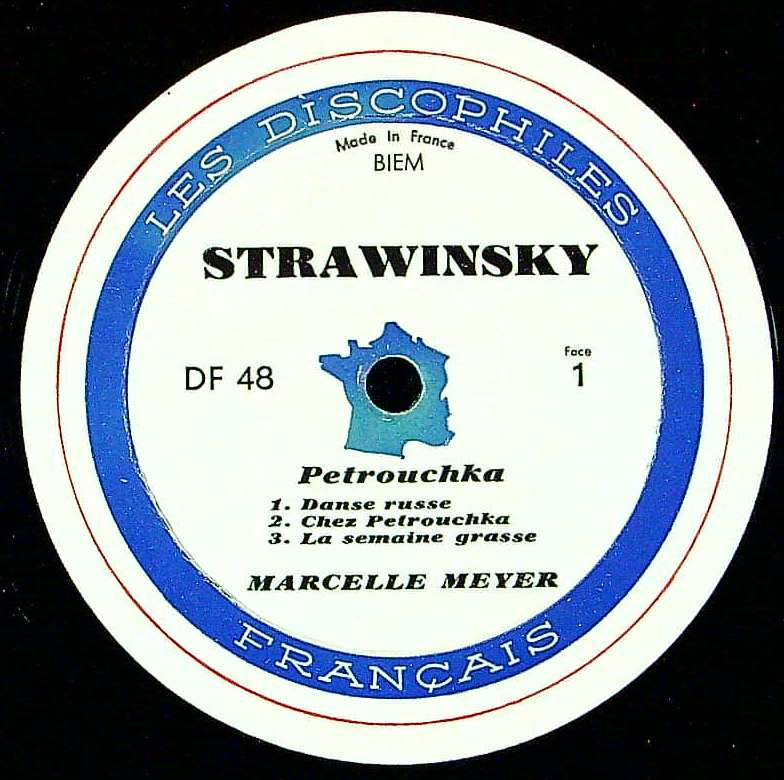 LES DISCOPHILES
Made In France
BIEM
STRAWINSKY
DF 48
Face
1
Petrouchka
1. Danse russe
2. Chez Petrouchka
3. La semaine grasse
MARCELLE MEYER
FRANÇAIS